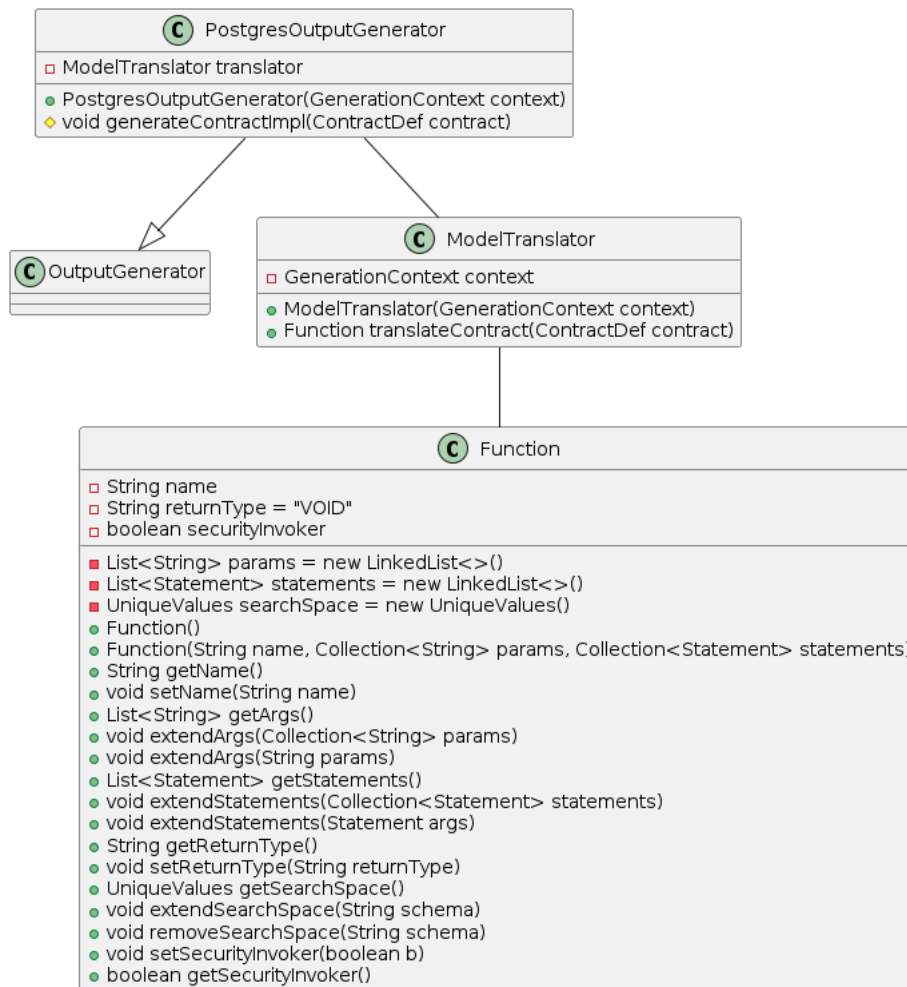 C PostgresOutputGenerator
ModelTranslator translator
PostgresOutputGenerator(GenerationContext context)
void generateContractImpl(ContractDef contract)
C OutputGenerator
C ModelTranslator
GenerationContext context
ModelTranslator(GenerationContext context)
Function translateContract(ContractDef contract)
C Function
String name
String returnType = "VOID"
boolean securityInvoker
List<String> params = new LinkedList<>()
List<Statement> statements = new LinkedList<>()
UniqueValues searchSpace = new UniqueValues()
Function()
Function(String name, Collection<String> params, Collection<Statement> statements)
String getName()
void setName(String name)
List<String> getArgs()
void extendArgs(Collection<String> params)
void extendArgs(String params)
List<Statement> getStatements()
void extendStatements(Collection<Statement> statements)
void extendStatements(Statement args)
String getReturnType()
void setReturnType(String returnType)
UniqueValues getSearchSpace()
void extendSearchSpace(String schema)
void removeSearchSpace(String schema)
void setSecurityInvoker(boolean b)
boolean getSecurityInvoker()